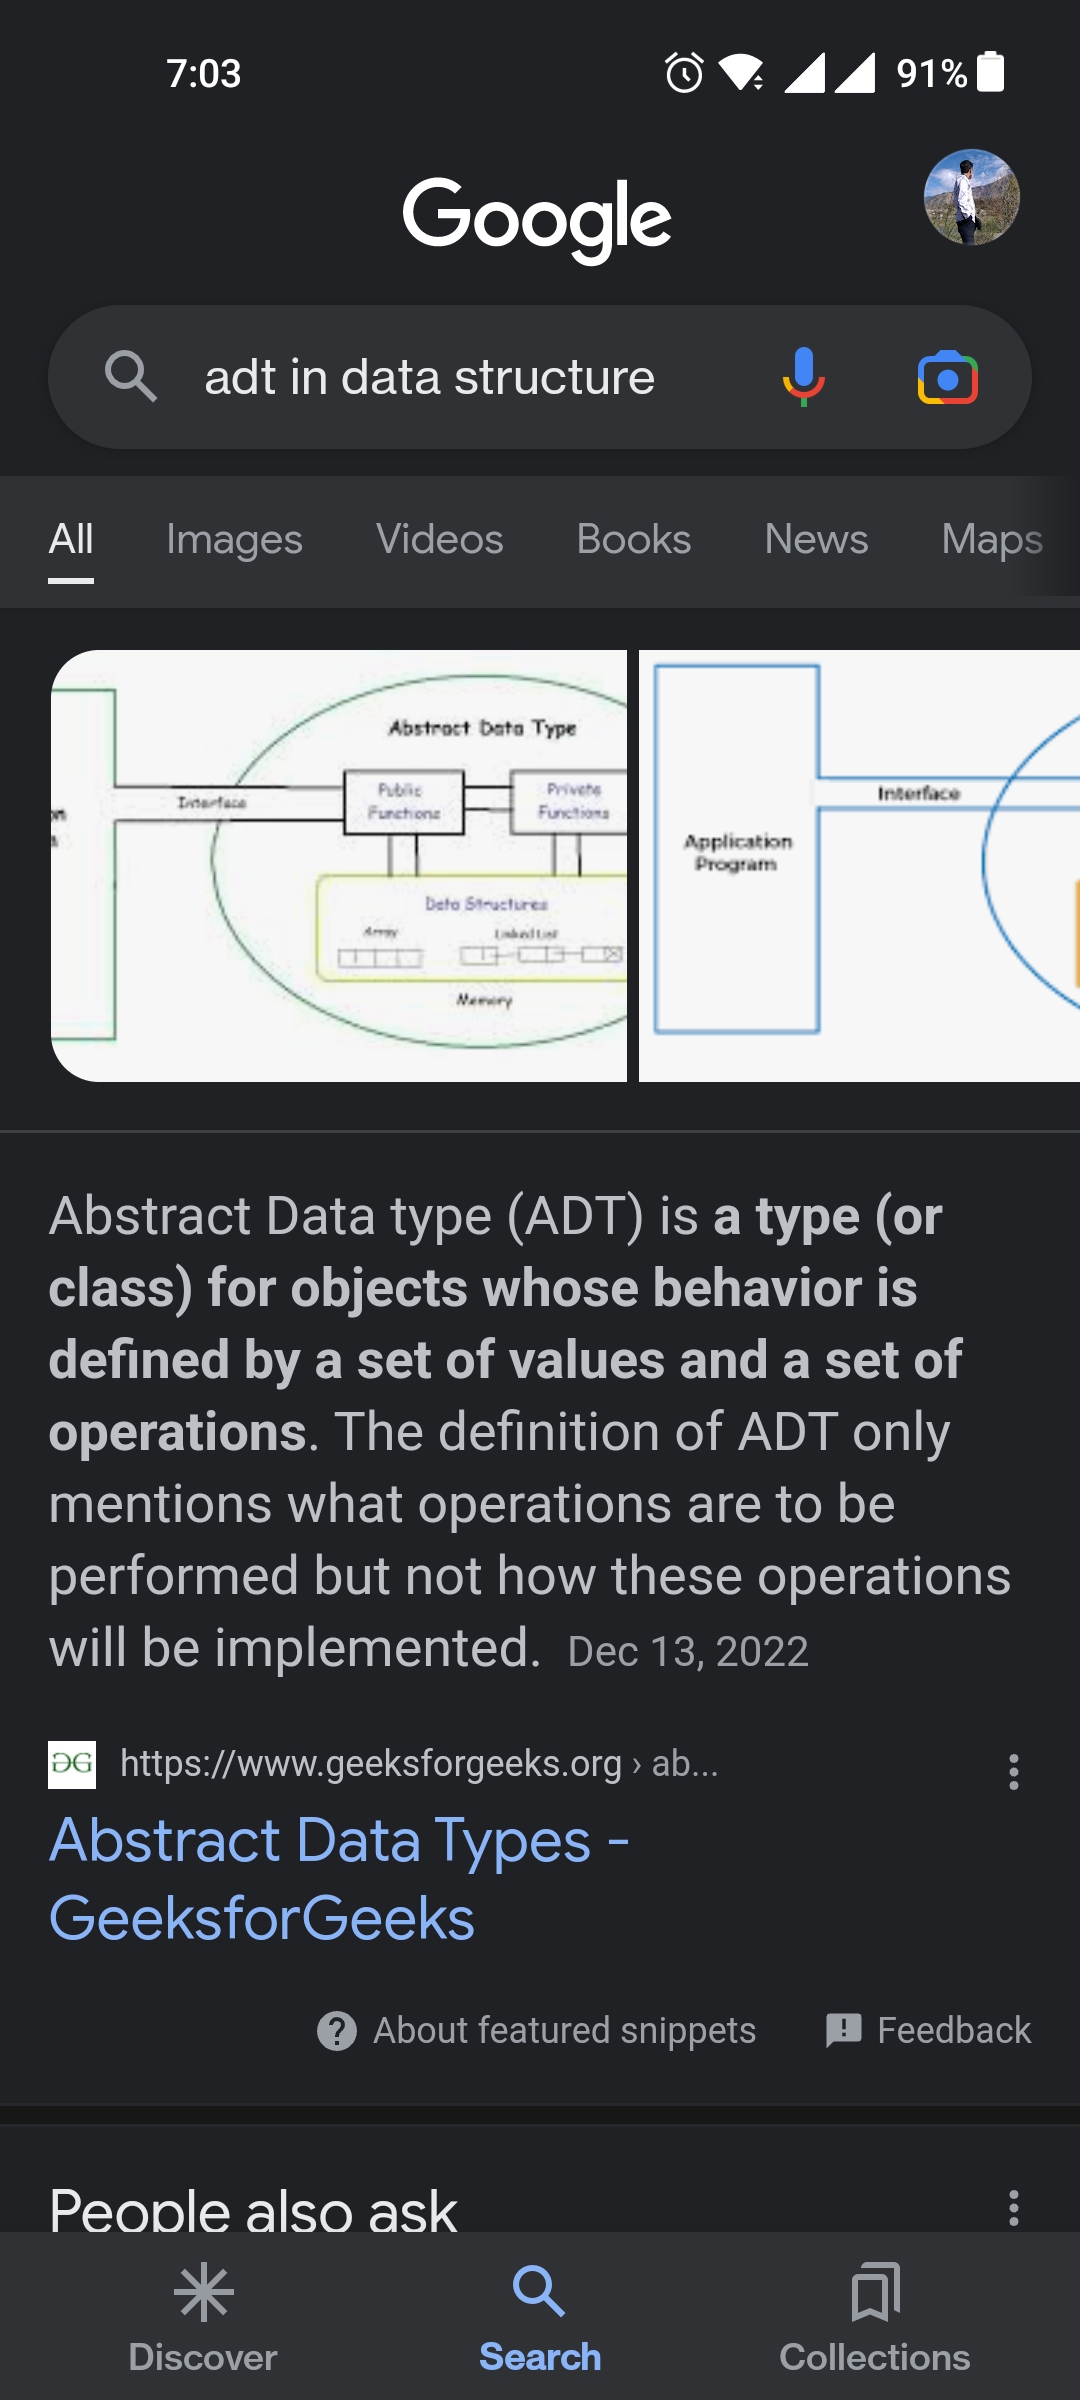 7:03
91%
Google
adt in data structure
All Images Videos Books News Maps
Abstract Data Type
Interface
Public
Functions
Private
Functions
Data Structures
Array
Linked List
Memory
Application
Program
Interface
Abstract Data type (ADT) is a type (or
class) for objects whose behavior is
defined by a set of values and a set of
operations. The definition of ADT only
mentions what operations are to be
performed but not how these operations
will be implemented. Dec 13, 2022
https://www.geeksforgeeks.org › ab...
Abstract Data Types -
GeeksforGeeks
About featured snippets
Feedback
People also ask
Discover
Search
Collections